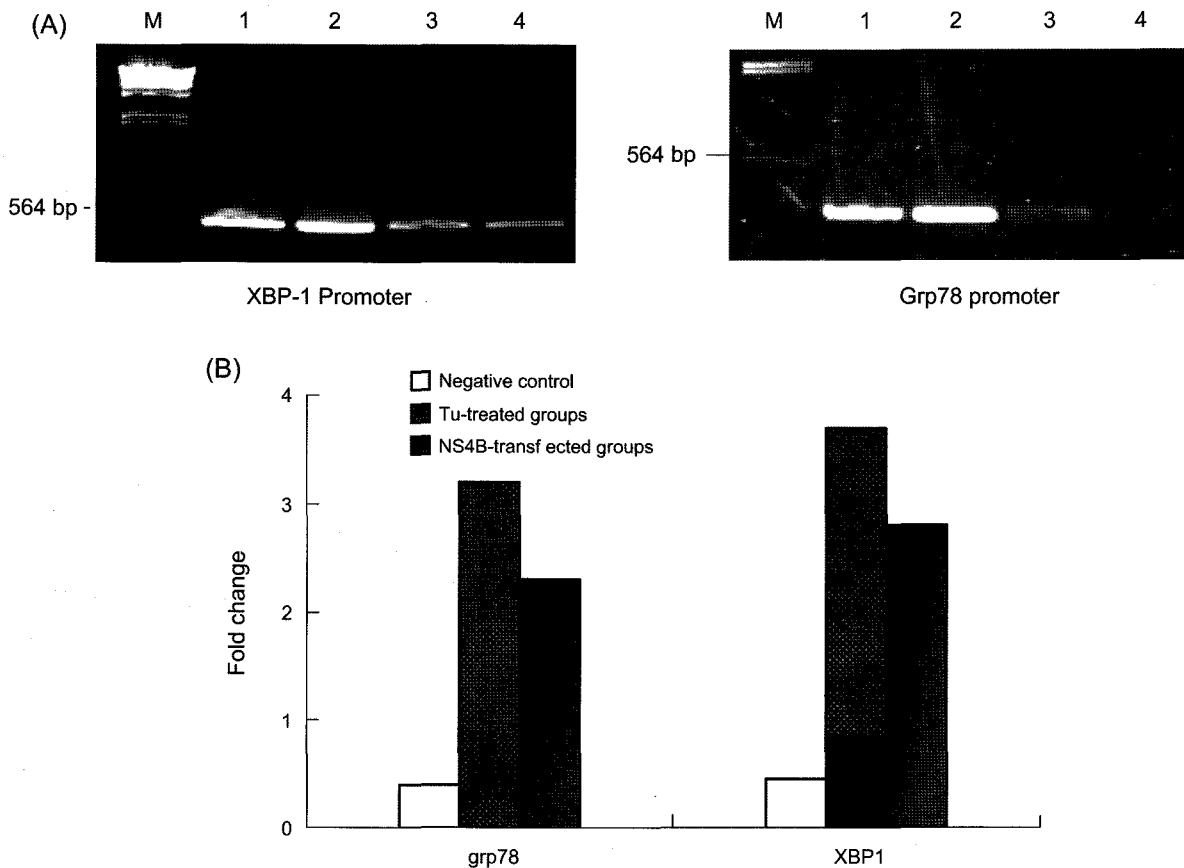 (A)
M 1 2 3 4
M 1 2 3 4
564 bp
564 bp
XBP-1 Promoter
Grp78 promoter
(B)
Negative control
Tu-treated groups
NS4B-transf ected groups
4
3
2
1
0
Fold change
grp78
XBP1